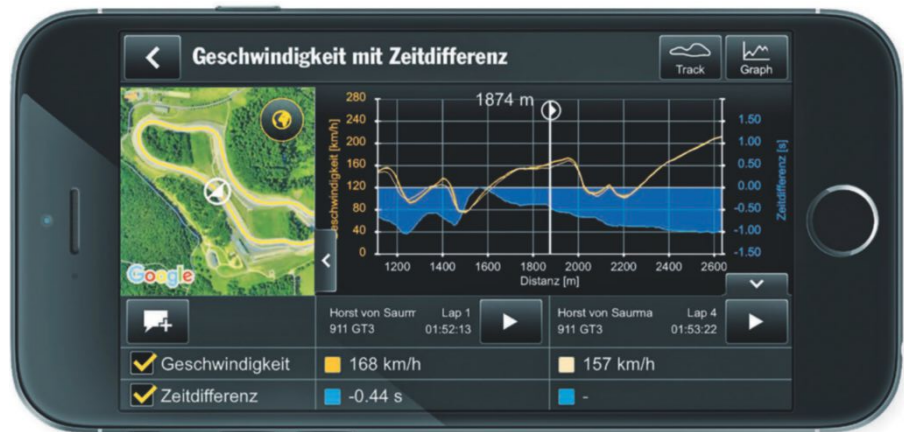 Geschwindigkeit mit Zeitdifferenz
Track
Graph
1874 m
280
240
200
160
120
80
40
0
Geschwindigkeit [km/h]
1.50
1.00
0.50
0.00
-0.50
-1.00
-1.50
Zeitdifferenz [s]
1200 1400 1600 1800 2000 2200 2400 2600
Distanz [m]
Google
Horst von Saurr Lap 1
911 GT3 01:52:13
Horst von Saurma Lap 4
911 GT3 01:53:22
Geschwindigkeit 168 km/h 157 km/h
Zeitdifferenz -0.44 s -